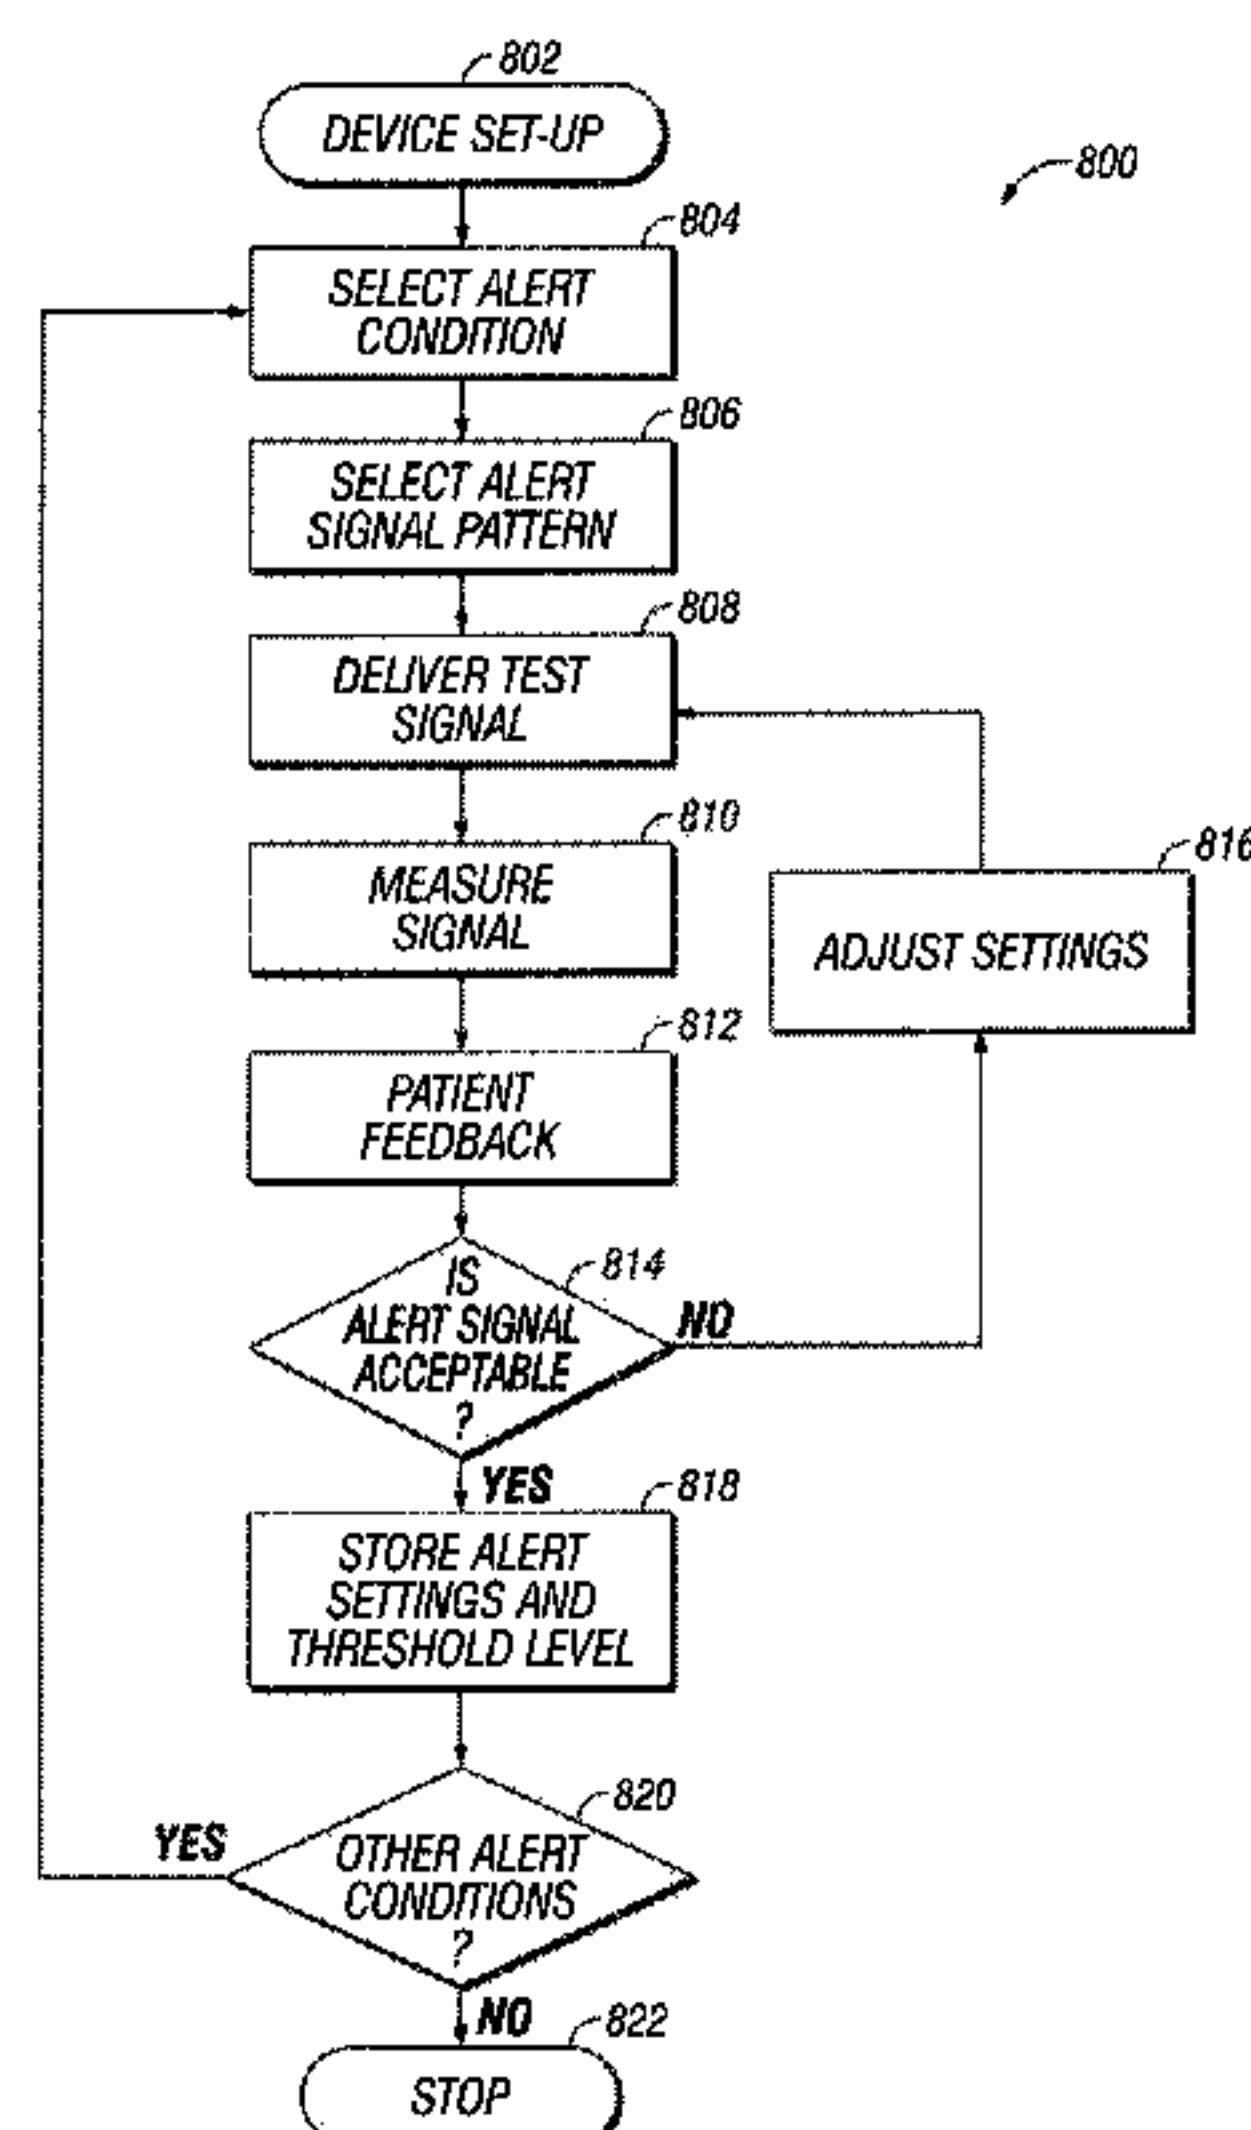 802
DEVICE SET-UP
800
804
SELECT ALERT
CONDITION
806
SELECT ALERT
SIGNAL PATTERN
808
DELIVER TEST
SIGNAL
810
MEASURE
SIGNAL
816
ADJUST SETTINGS
812
PATIENT
FEEDBACK
814
IS
ALERT SIGNAL
ACCEPTABLE
?
NO
YES
818
STORE ALERT
SETTINGS AND
THRESHOLD LEVEL
820
YES
OTHER ALERT
CONDITIONS
?
NO
822
STOP